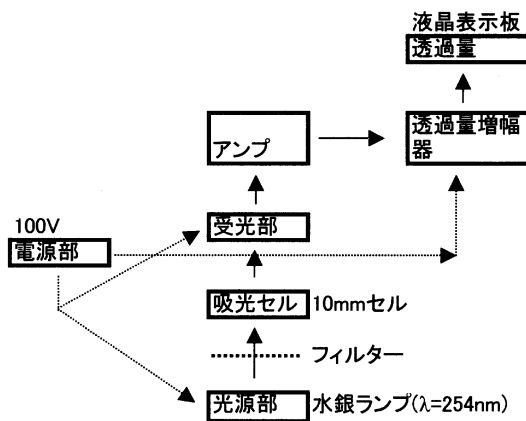 液晶表示板
透過量
アンプ
透過量増幅
器
100V
電源部
受光部
吸光セル 10mmセル
フィルター
光源部 水銀ランプ(λ=254nm)